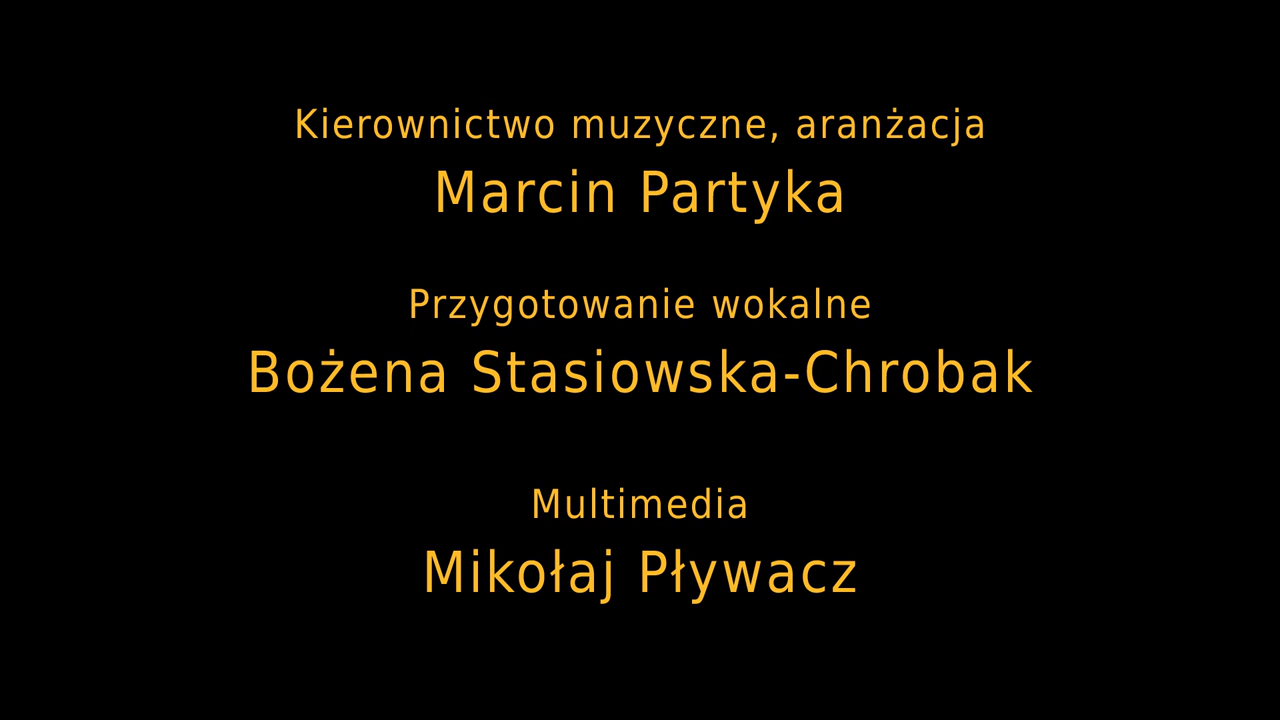 Kierownictwo muzyczne, aranżacja
Marcin Partyka
Przygotowanie wokalne
Bożena Stasiowska-Chrobak
Multimedia
Mikołaj Pływacz